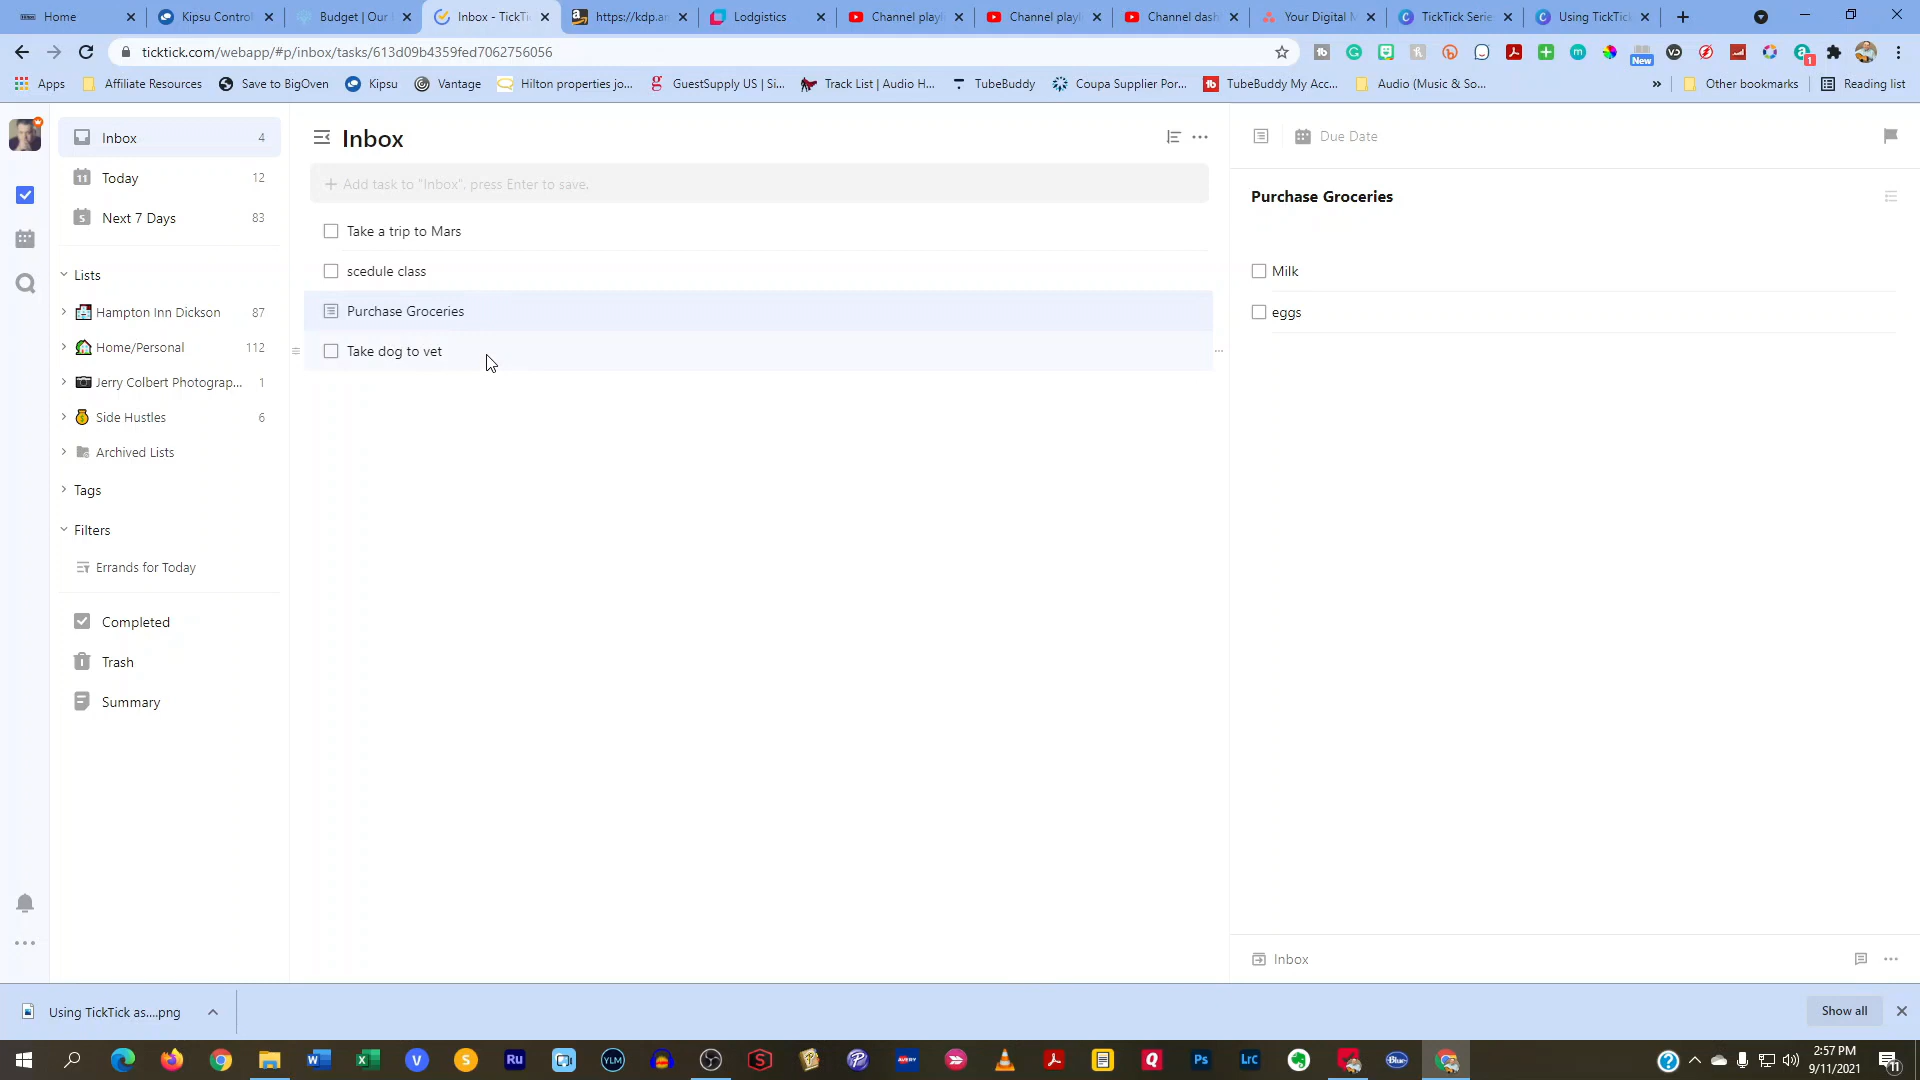 Home
Kipsu Contro
Budget | Our
Inbox - TickTi
https://kdp.an
Lodgistics
Channel playl
Channel playl
Channel dash
Your Digital M
TickTick Serie
Using TickTick
ticktick.com/webapp/#p/inbox/tasks/613d09b4359fed7062756056
New
1
Apps
Affiliate Resources
Save to BigOven
Kipsu
Vantage
Hilton properties jo...
GuestSupply US | Si...
Track List | Audio H...
TubeBuddy
Coupa Supplier Por...
TubeBuddy My Acc...
Audio (Music & So...
»
Other bookmarks
Reading list
Inbox 4
Today 12
Next 7 Days 83
Lists
Hampton Inn Dickson 87
Home/Personal 112
Jerry Colbert Photograp... 1
Side Hustles 6
Archived Lists
Tags
Filters
Errands for Today
Completed
Trash
Summary
Inbox
+ Add task to "Inbox", press Enter to save.
Take a trip to Mars
scedule class
Purchase Groceries
Take dog to vet
Due Date
Purchase Groceries
Milk
eggs
Inbox
Using TickTick as....png
Show all
2:57 PM
9/11/2021
11